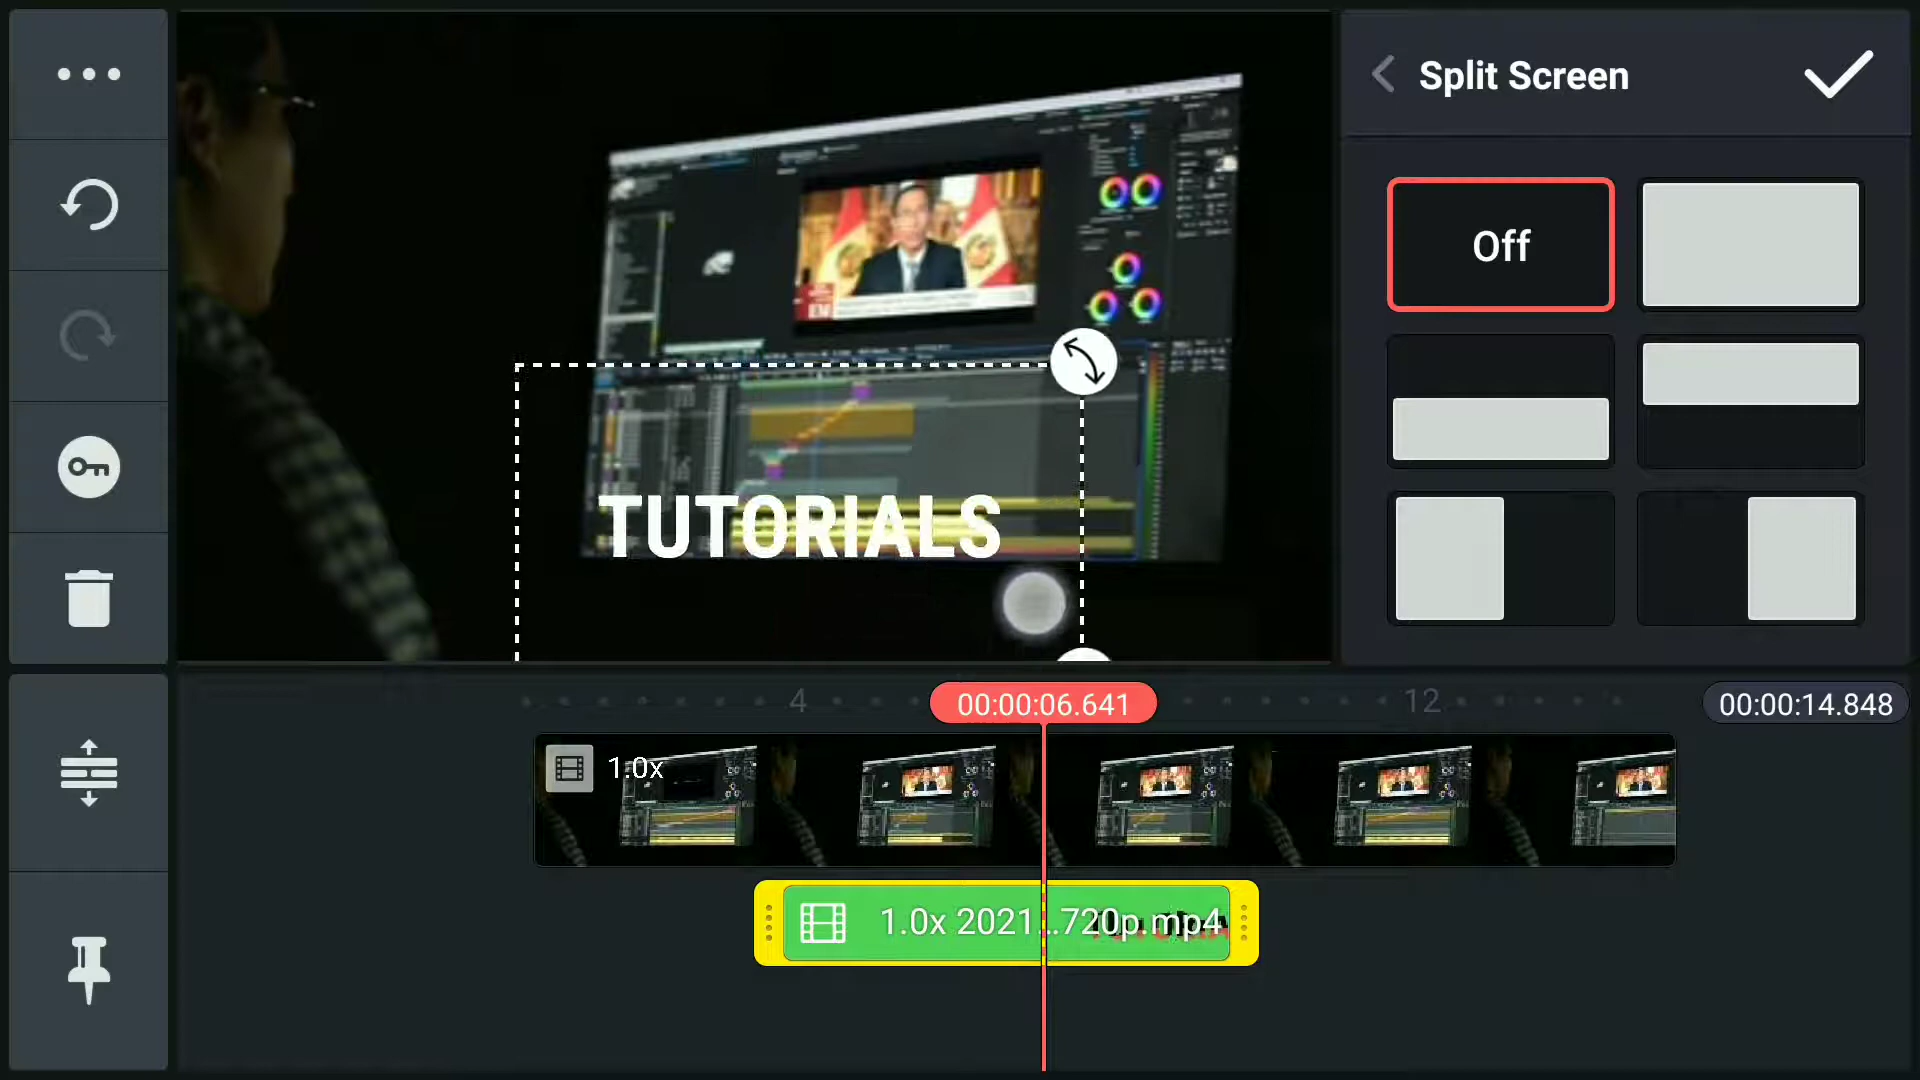 Split Screen
Off
TUTORIALS
4
00:00:06.641
12
00:00:14.848
1.0x
1.0x 2021...720p.mp4